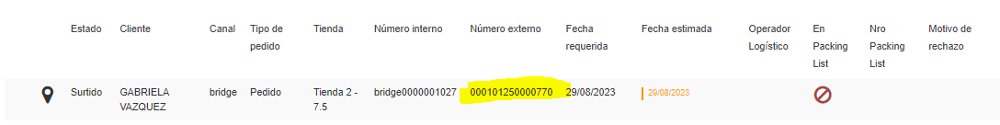 Estado Cliente Canal Tipo de pedido Tienda Número interno Número externo Fecha requerida Fecha estimada Operador Logístico En Packing List Nro Packing List Motivo de rechazo
Surtido GABRIELA VAZQUEZ bridge Pedido Tienda 2 - 7.5 bridge0000001027 000101250000770 29/08/2023 29/08/2023